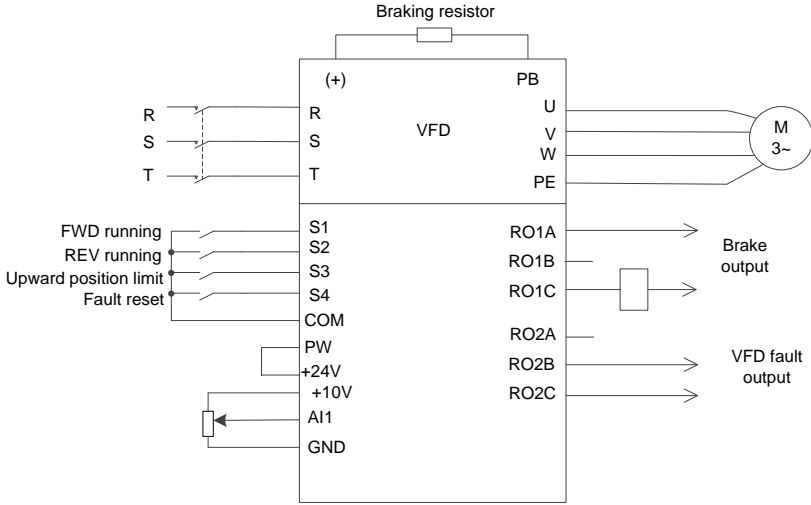 Braking resistor
(+)
PB
R
S
T
R
S
T
VFD
U
V
W
PE
M
3~
FWD running
REV running
Upward position limit
Fault reset
S1
S2
S3
S4
COM
PW
+24V
+10V
AI1
GND
RO1A
RO1B
RO1C
RO2A
RO2B
RO2C
Brake
output
VFD fault
output